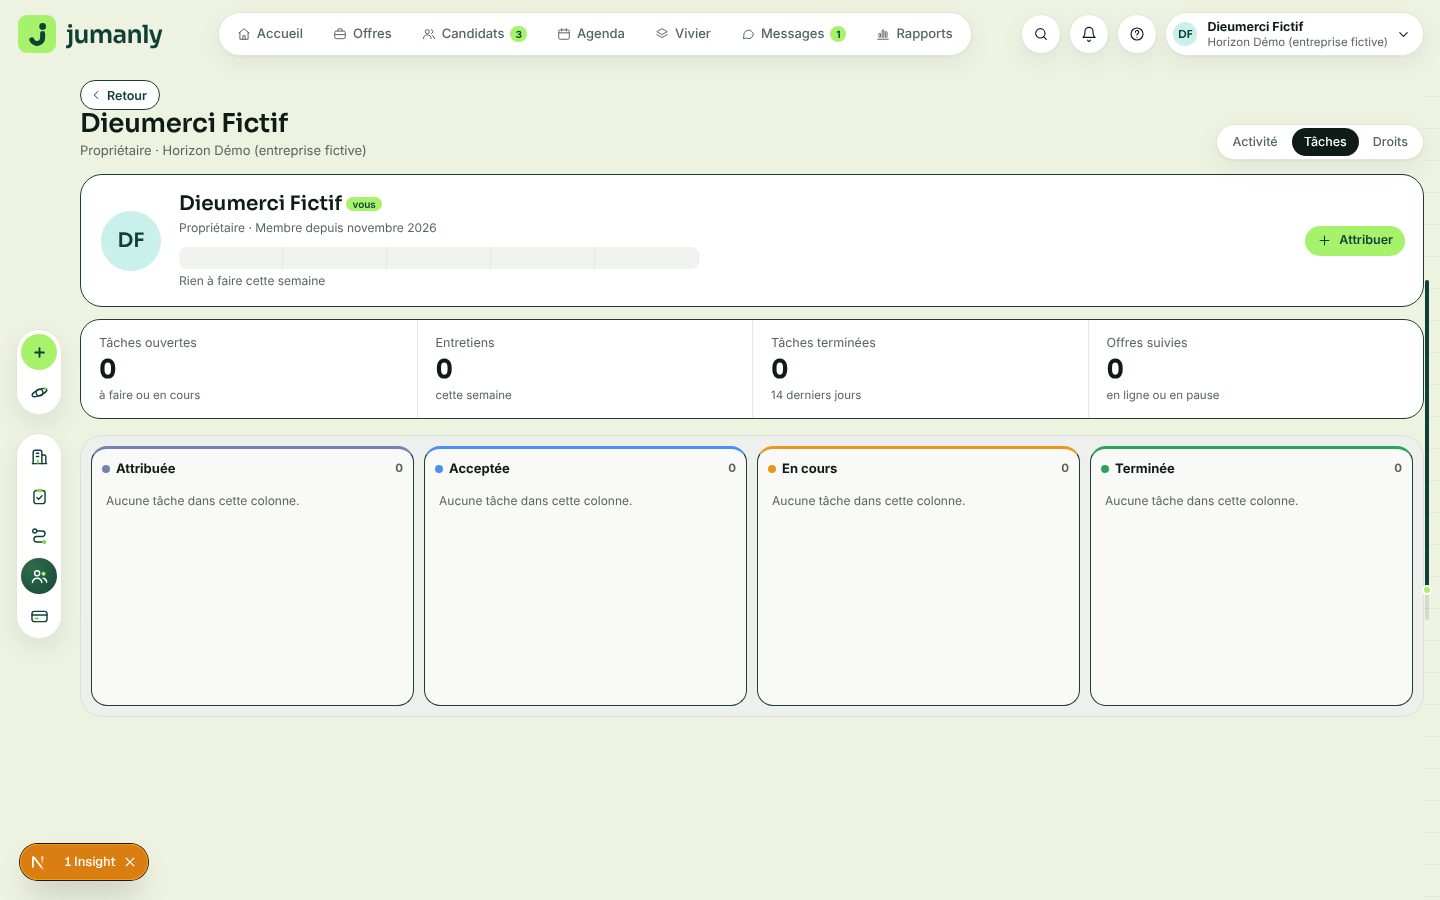 jumanly
Accueil
Offres
Candidats 3
Agenda
Vivier
Messages 1
Rapports
DF
Dieumerci Fictif
Horizon Démo (entreprise fictive)
Retour
Dieumerci Fictif
Propriétaire · Horizon Démo (entreprise fictive)
Activité
Tâches
Droits
DF
Dieumerci Fictif vous
Propriétaire · Membre depuis novembre 2026
Rien à faire cette semaine
Attribuer
Tâches ouvertes
0
à faire ou en cours
Entretiens
0
cette semaine
Tâches terminées
0
14 derniers jours
Offres suivies
0
en ligne ou en pause
Attribuée 0
Aucune tâche dans cette colonne.
Acceptée 0
Aucune tâche dans cette colonne.
En cours 0
Aucune tâche dans cette colonne.
Terminée 0
Aucune tâche dans cette colonne.
N 1 Insight